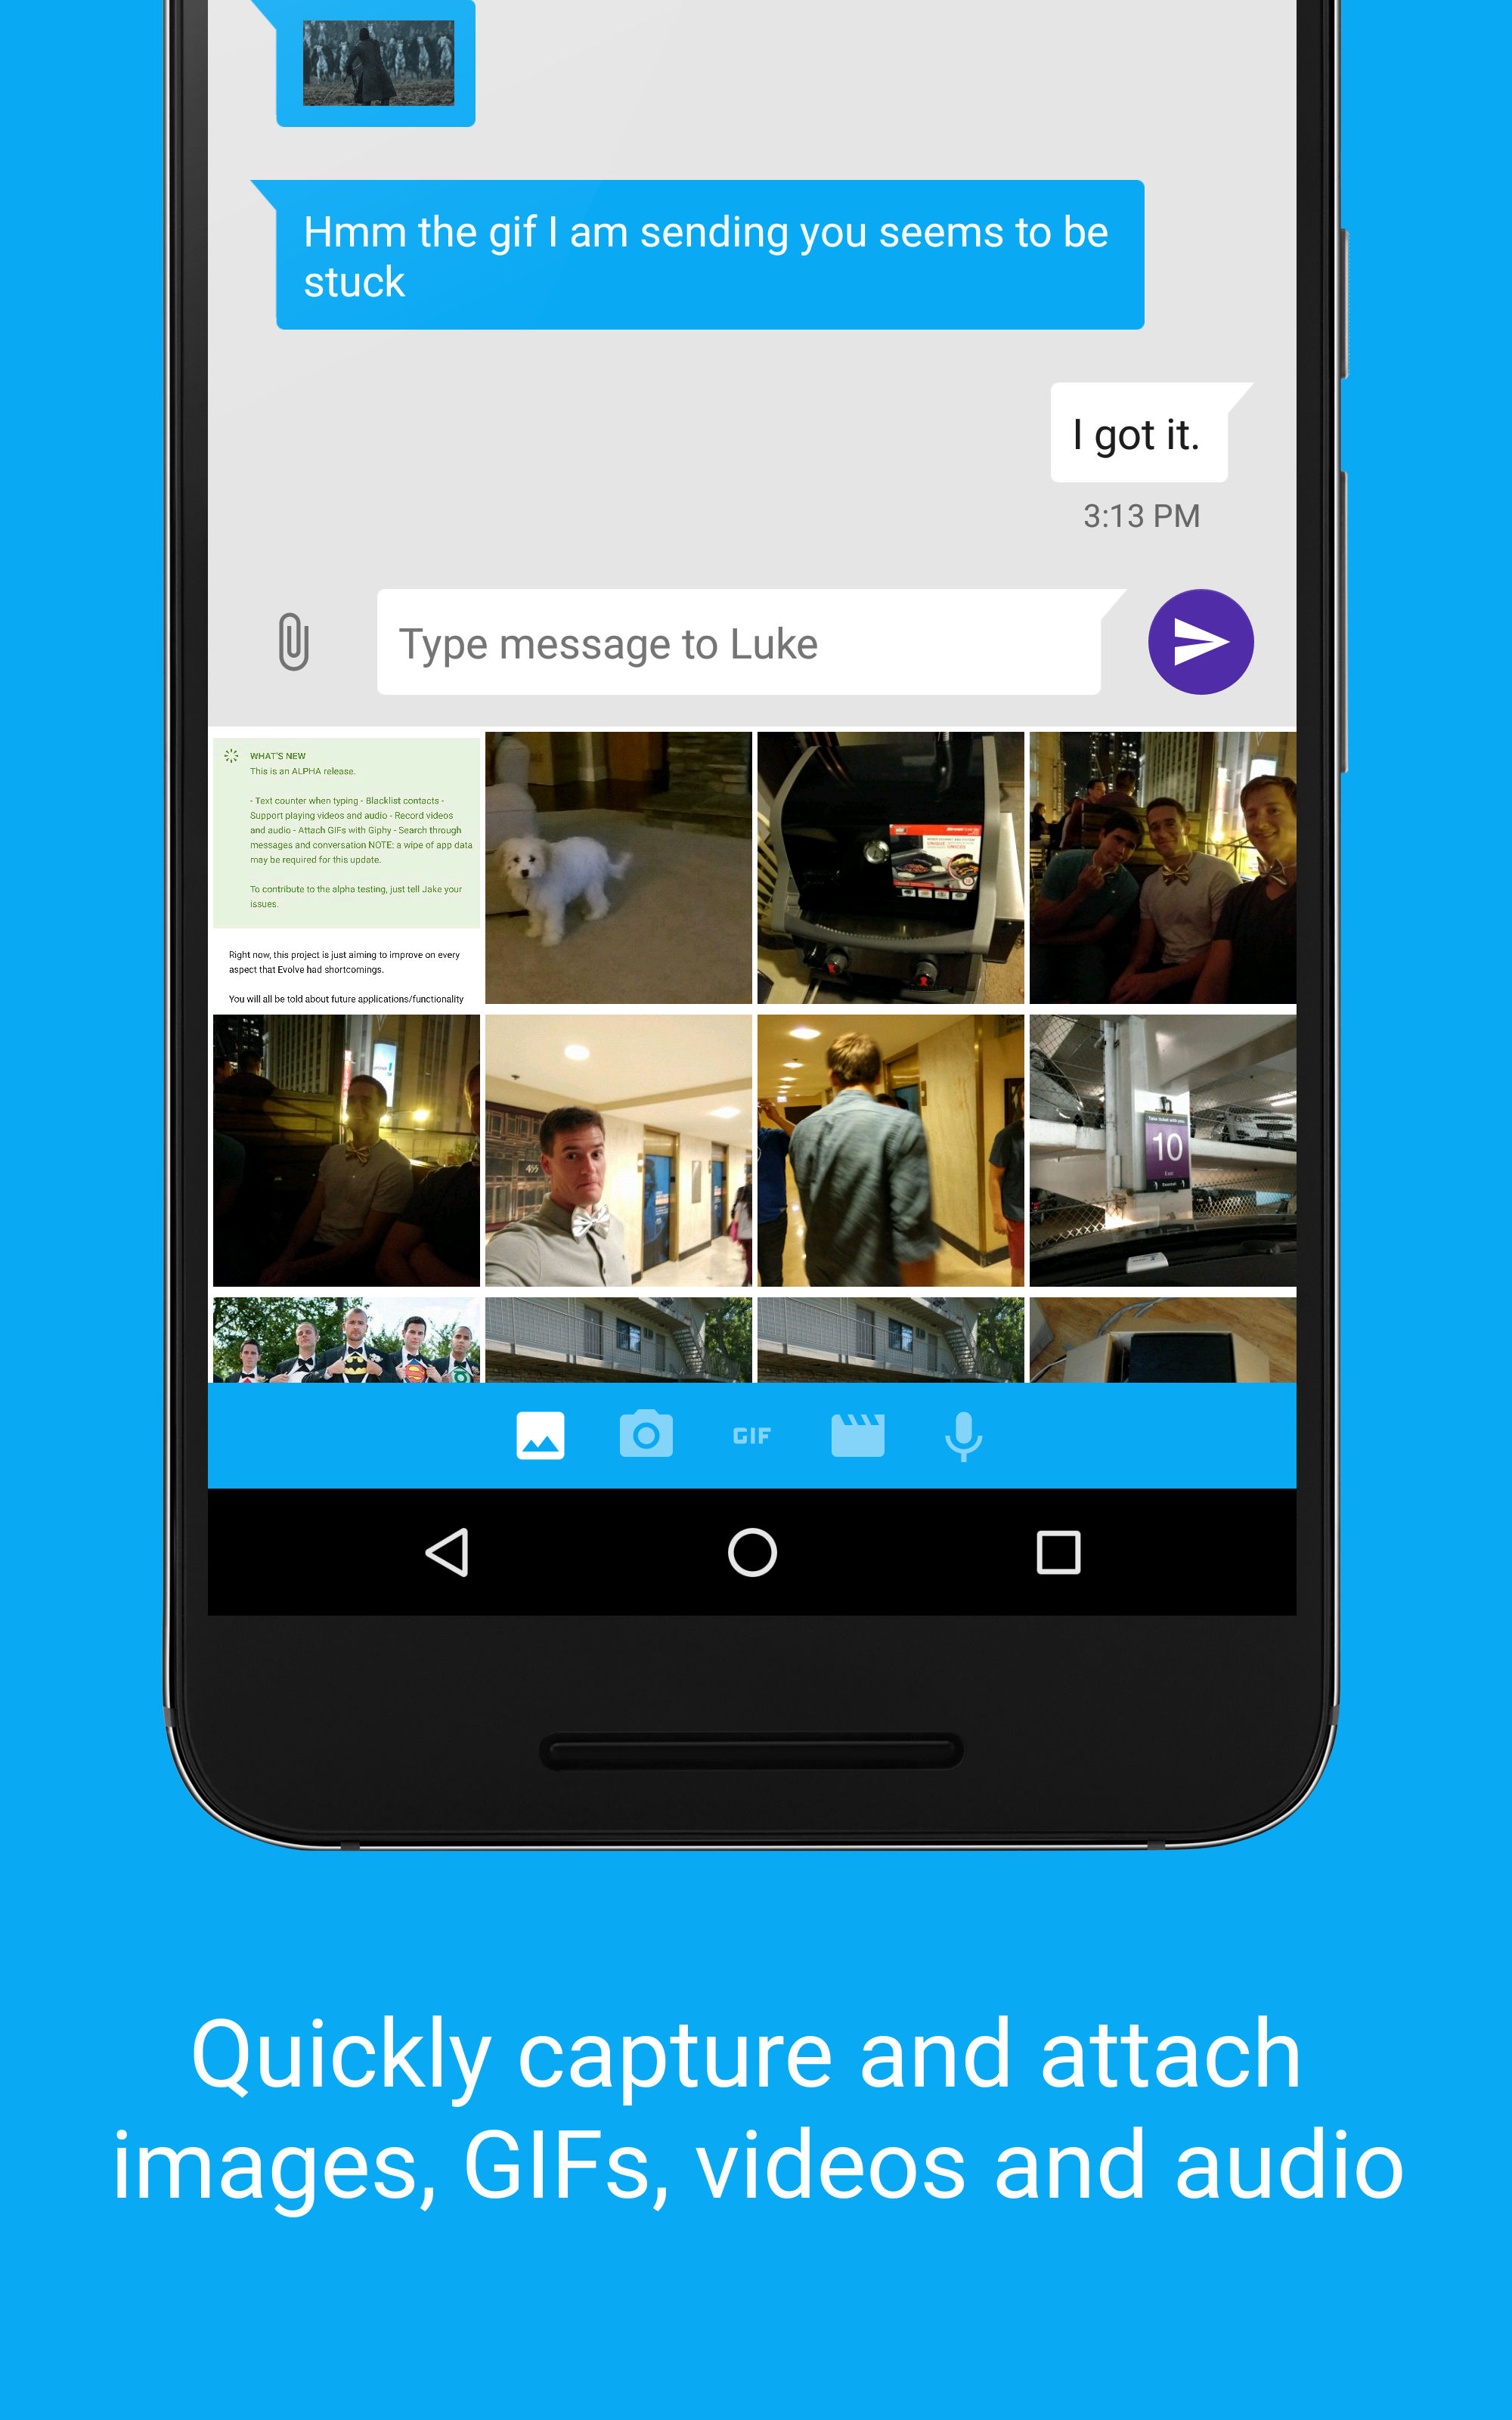 Hmm the gif I am sending you seems to be
stuck
I got it.
3:13 PM
Type message to Luke
WHAT'S NEW
This is an ALPHA release.
- Text counter when typing - Blacklist contacts -
Support playing videos and audio - Record videos
and audio - Attach GIFs with Giphy - Search through
messages and conversation NOTE: a wipe of app data
may be required for this update.
To contribute to the alpha testing, just tell Jake your
issues.
Right now, this project is just aiming to improve on every
aspect that Evolve had shortcomings.
You will all be told about future applications/functionality
Take ticket with you
10
East
GIF
Quickly capture and attach
images, GIFs, videos and audio